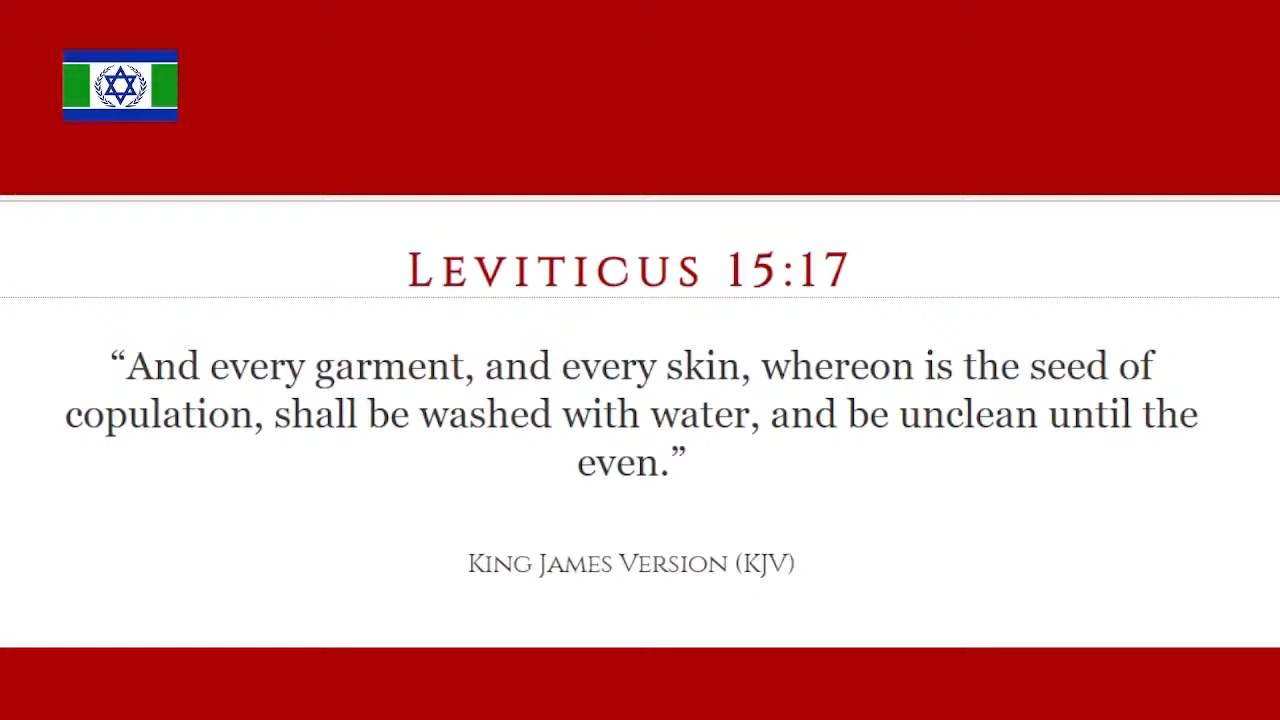 Leviticus 15:17
“And every garment, and every skin, whereon is the seed of
copulation, shall be washed with water, and be unclean until the
even.”
King James Version (KJV)